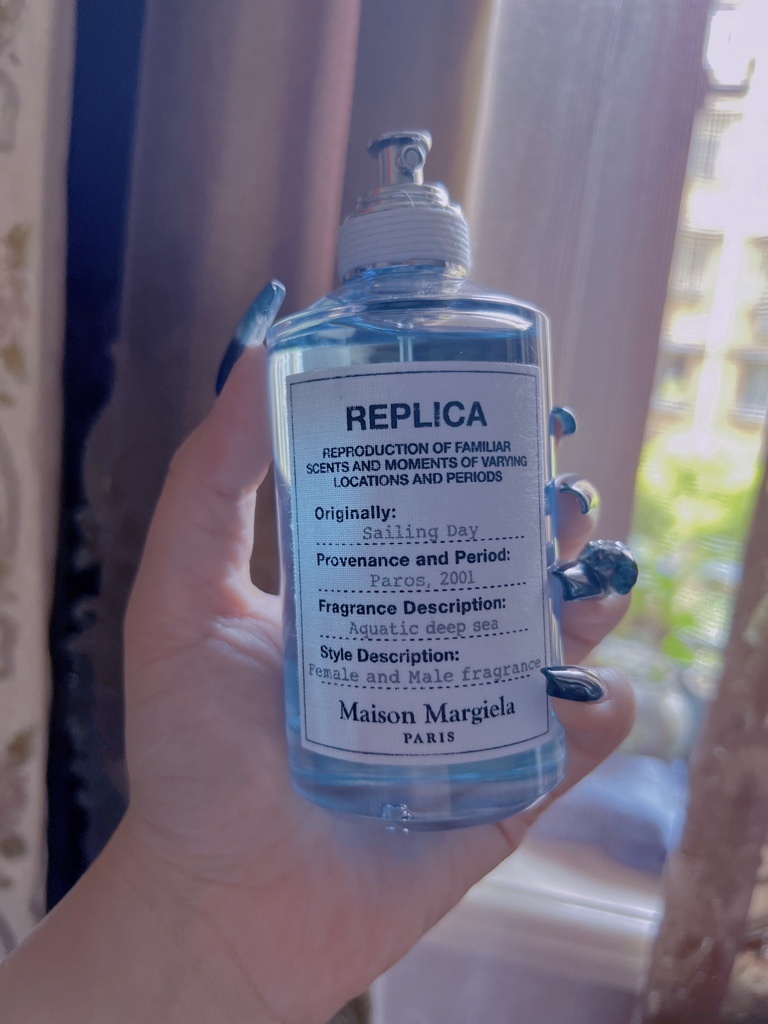 REPLICA
REPRODUCTION OF FAMILIAR
SCENTS AND MOMENTS OF VARYING
LOCATIONS AND PERIODS
Originally:
Sailing Day
Provenance and Period:
Paros, 2001
Fragrance Description:
Aquatic deep sea
Style Description:
Female and Male fragrance
Maison Margiela
PARIS